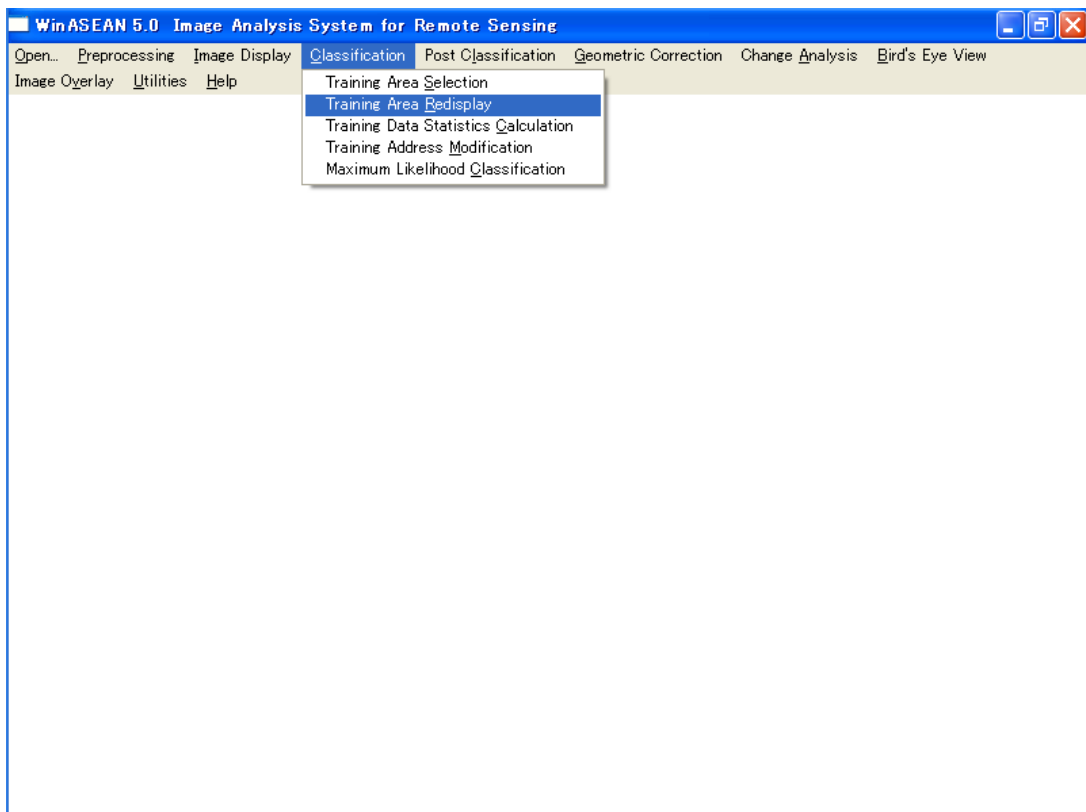 WinASEAN 5.0 Image Analysis System for Remote Sensing
Open... Preprocessing Image Display Classification Post Classification Geometric Correction Change Analysis Bird's Eye View
Image Overlay Utilities Help
Training Area Selection
Training Area Redisplay
Training Data Statistics Calculation
Training Address Modification
Maximum Likelihood Classification